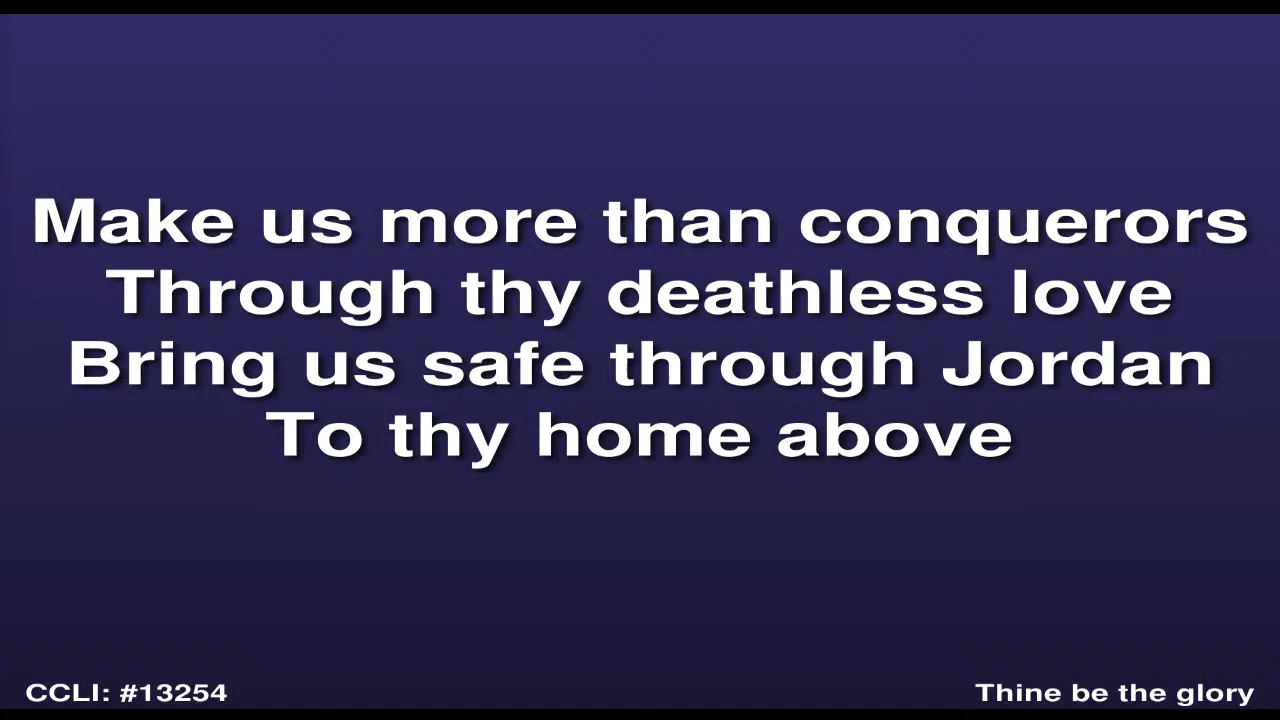 Make us more than conquerors
Through thy deathless love
Bring us safe through Jordan
To thy home above
CCLI: #13254
Thine be the glory